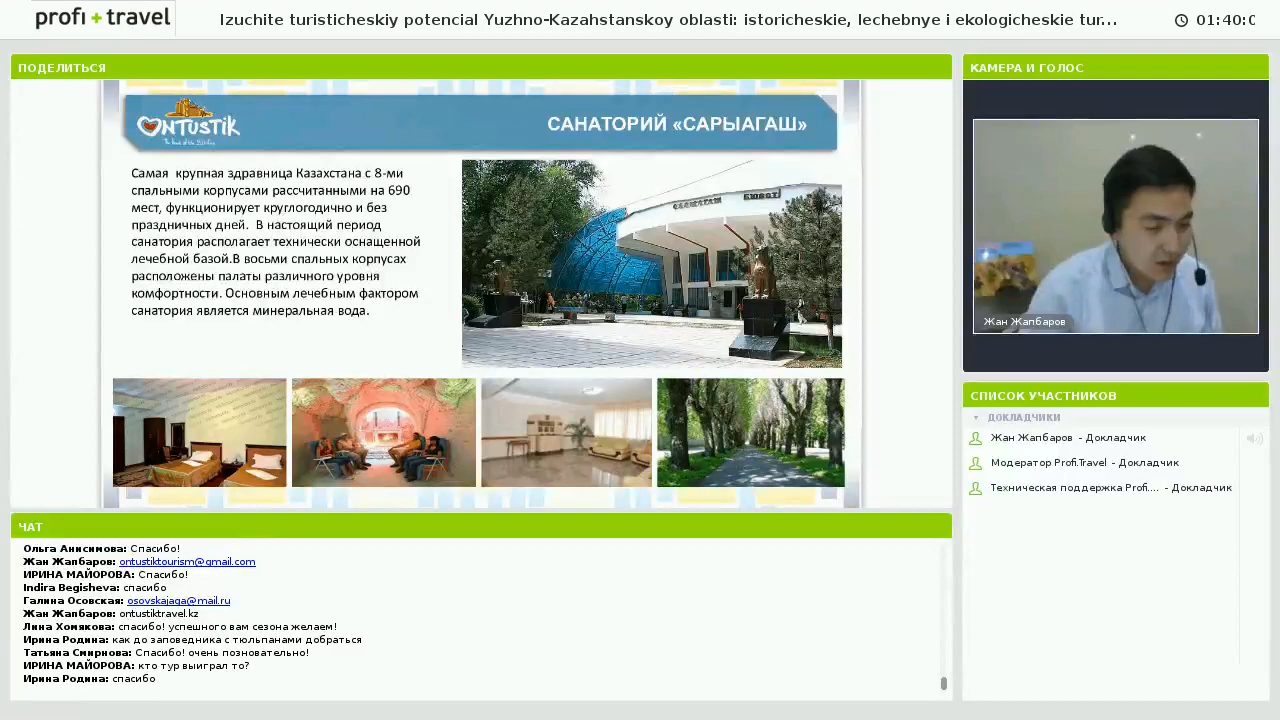 profi + travel
Izuchite turisticheskiy potencial Yuzhno-Kazahstanskoy oblasti: istoricheskie, lechebnye i ekologicheskie tur...
01:40:0
ПОДЕЛИТЬСЯ
ONTUSTIK
САНАТОРИЙ «САРЫАГАШ»
Самая крупная здравница Казахстана с 8-ми
спальными корпусами рассчитанными на 690
мест, функционирует круглогодично и без
праздничных дней. В настоящий период
санатория располагает технически оснащенной
лечебной базой.В восьми спальных корпусах
расположены палаты различного уровня
комфортности. Основным лечебным фактором
санатория является минеральная вода.
КАМЕРА И ГОЛОС
Жан Жапбаров
СПИСОК УЧАСТНИКОВ
ДОКЛАДЧИКИ
Жан Жапбаров - Докладчик
Модератор Profi.Travel - Докладчик
Техническая поддержка Profi.... - Докладчик
ЧАТ
Ольга Анисимова: Спасибо!
Жан Жапбаров: ontustiktourism@gmail.com
ИРИНА МАЙОРОВА: Спасибо!
Indira Begisheva: спасибо
Галина Осовская: osovskajaga@mail.ru
Жан Жапбаров: ontustiktravel.kz
Лина Хомякова: спасибо! успешного вам сезона желаем!
Ирина Родина: как до заповедника с тюльпанами добраться
Татьяна Смирнова: Спасибо! очень позновательно!
ИРИНА МАЙОРОВА: кто тур выиграл то?
Ирина Родина: спасибо